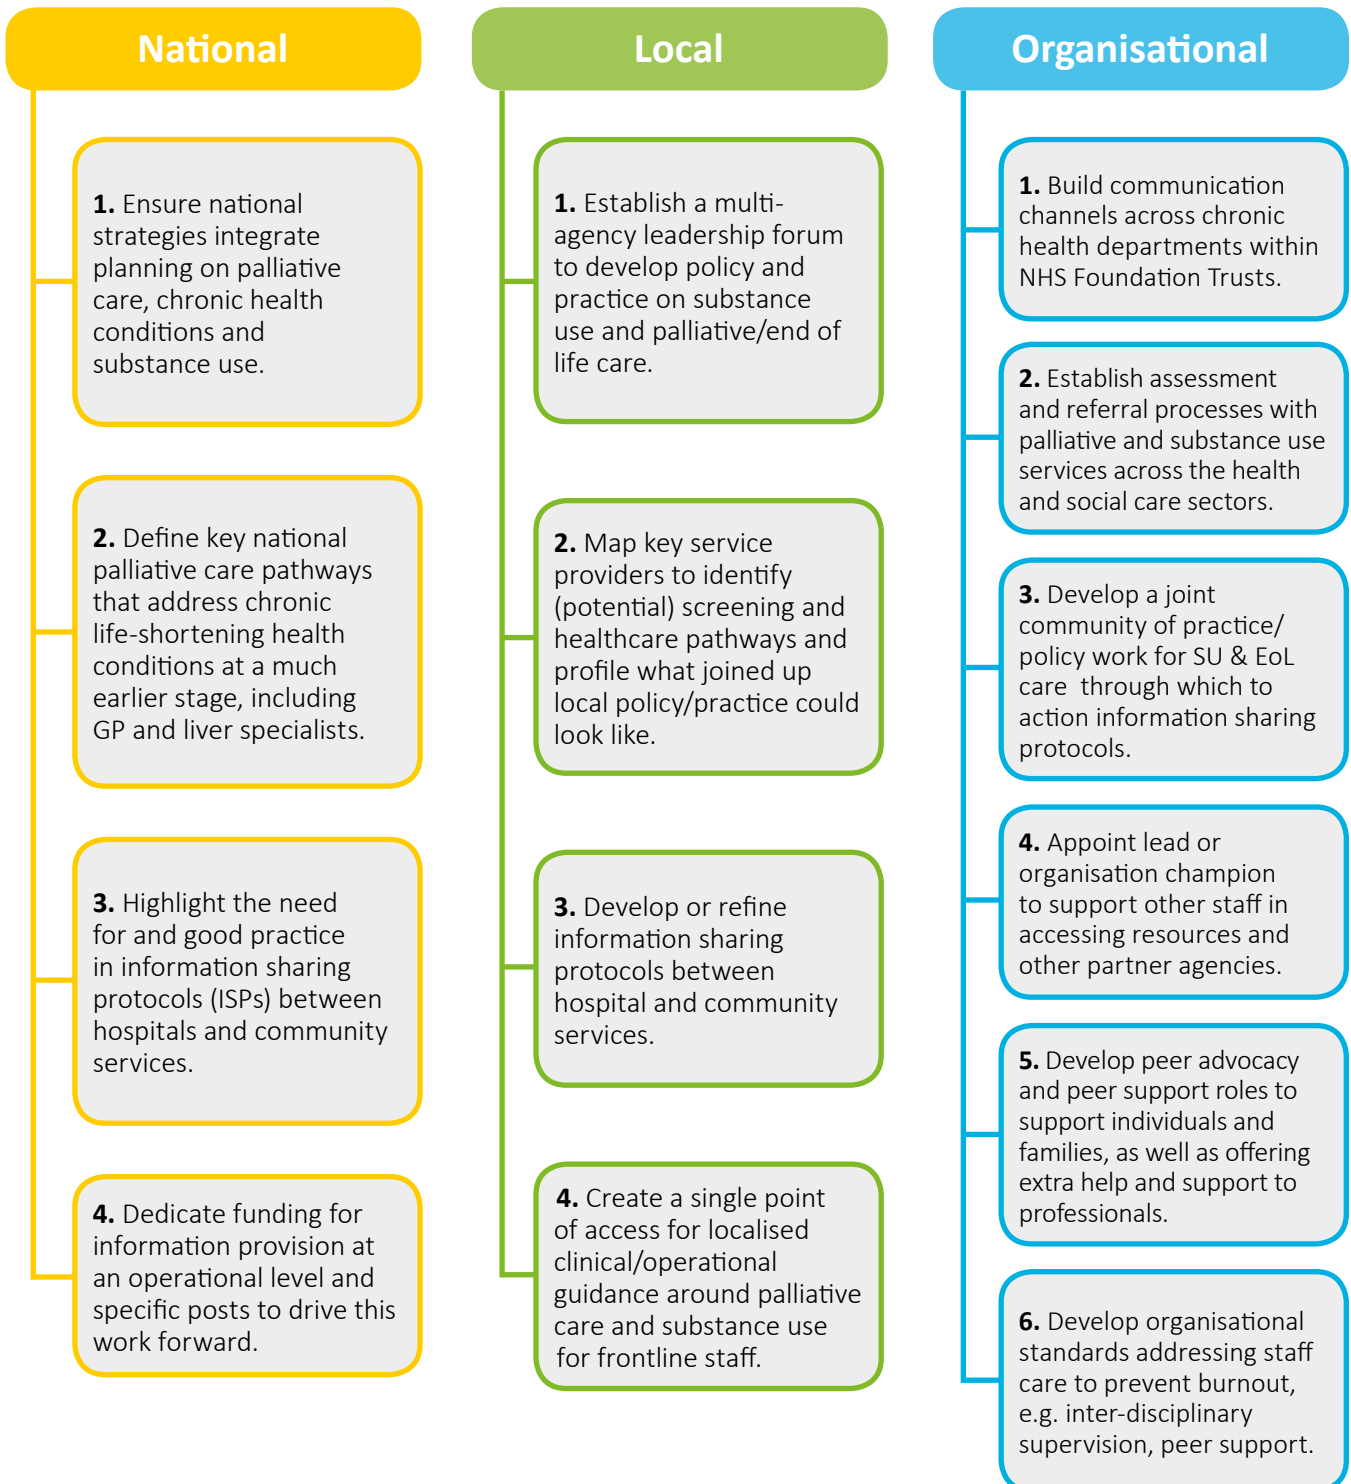 National
1. Ensure national
strategies integrate
planning on palliative
care, chronic health
conditions and
substance use.
2. Define key national
palliative care pathways
that address chronic
life-shortening health
conditions at a much
earlier stage, including
GP and liver specialists.
3. Highlight the need
for and good practice
in information sharing
protocols (ISPs) between
hospitals and community
services.
4. Dedicate funding for
information provision at
an operational level and
specific posts to drive this
work forward.
Local
1. Establish a multi-
agency leadership forum
to develop policy and
practice on substance
use and palliative/end of
life care.
2. Map key service
providers to identify
(potential) screening and
healthcare pathways and
profile what joined up
local policy/practice could
look like.
3. Develop or refine
information sharing
protocols between
hospital and community
services.
4. Create a single point
of access for localised
clinical/operational
guidance around palliative
care and substance use
for frontline staff.
Organisational
1. Build communication
channels across chronic
health departments within
NHS Foundation Trusts.
2. Establish assessment
and referral processes with
palliative and substance use
services across the health
and social care sectors.
3. Develop a joint
community of practice/
policy work for SU & EoL
care through which to
action information sharing
protocols.
4. Appoint lead or
organisation champion
to support other staff in
accessing resources and
other partner agencies.
5. Develop peer advocacy
and peer support roles to
support individuals and
families, as well as offering
extra help and support to
professionals.
6. Develop organisational
standards addressing staff
care to prevent burnout,
e.g. inter-disciplinary
supervision, peer support.